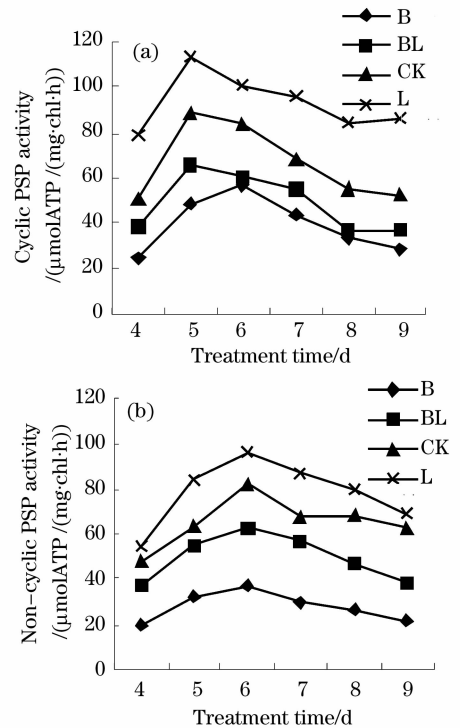 (a)
B
BL
CK
L
120
100
80
60
40
20
0
Cyclic PSP activity
/(μmolATP /(mg·chl·h))
4 5 6 7 8 9
Treatment time/d
(b)
B
BL
CK
L
120
100
80
60
40
20
0
Non-cyclic PSP activity
/(μmolATP /(mg·chl·h))
4 5 6 7 8 9
Treatment time/d